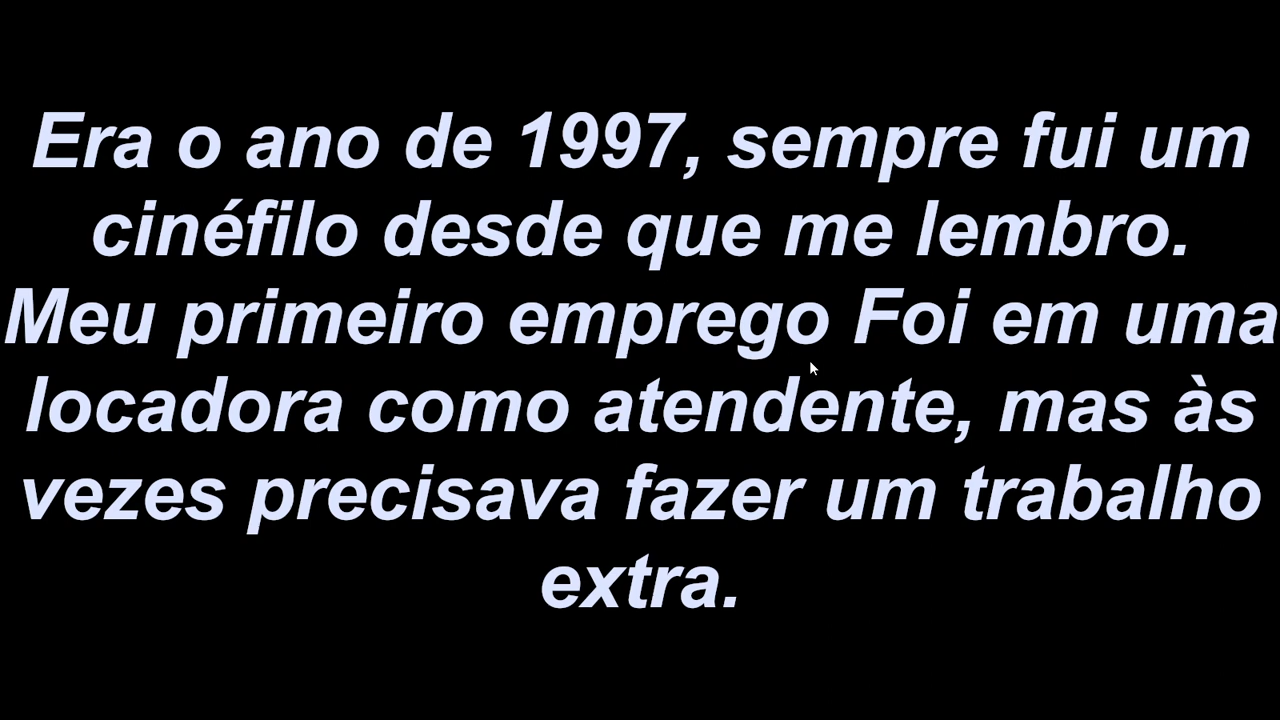 Era o ano de 1997, sempre fui um
cinéfilo desde que me lembro.
Meu primeiro emprego Foi em uma
locadora como atendente, mas às
vezes precisava fazer um trabalho
extra.